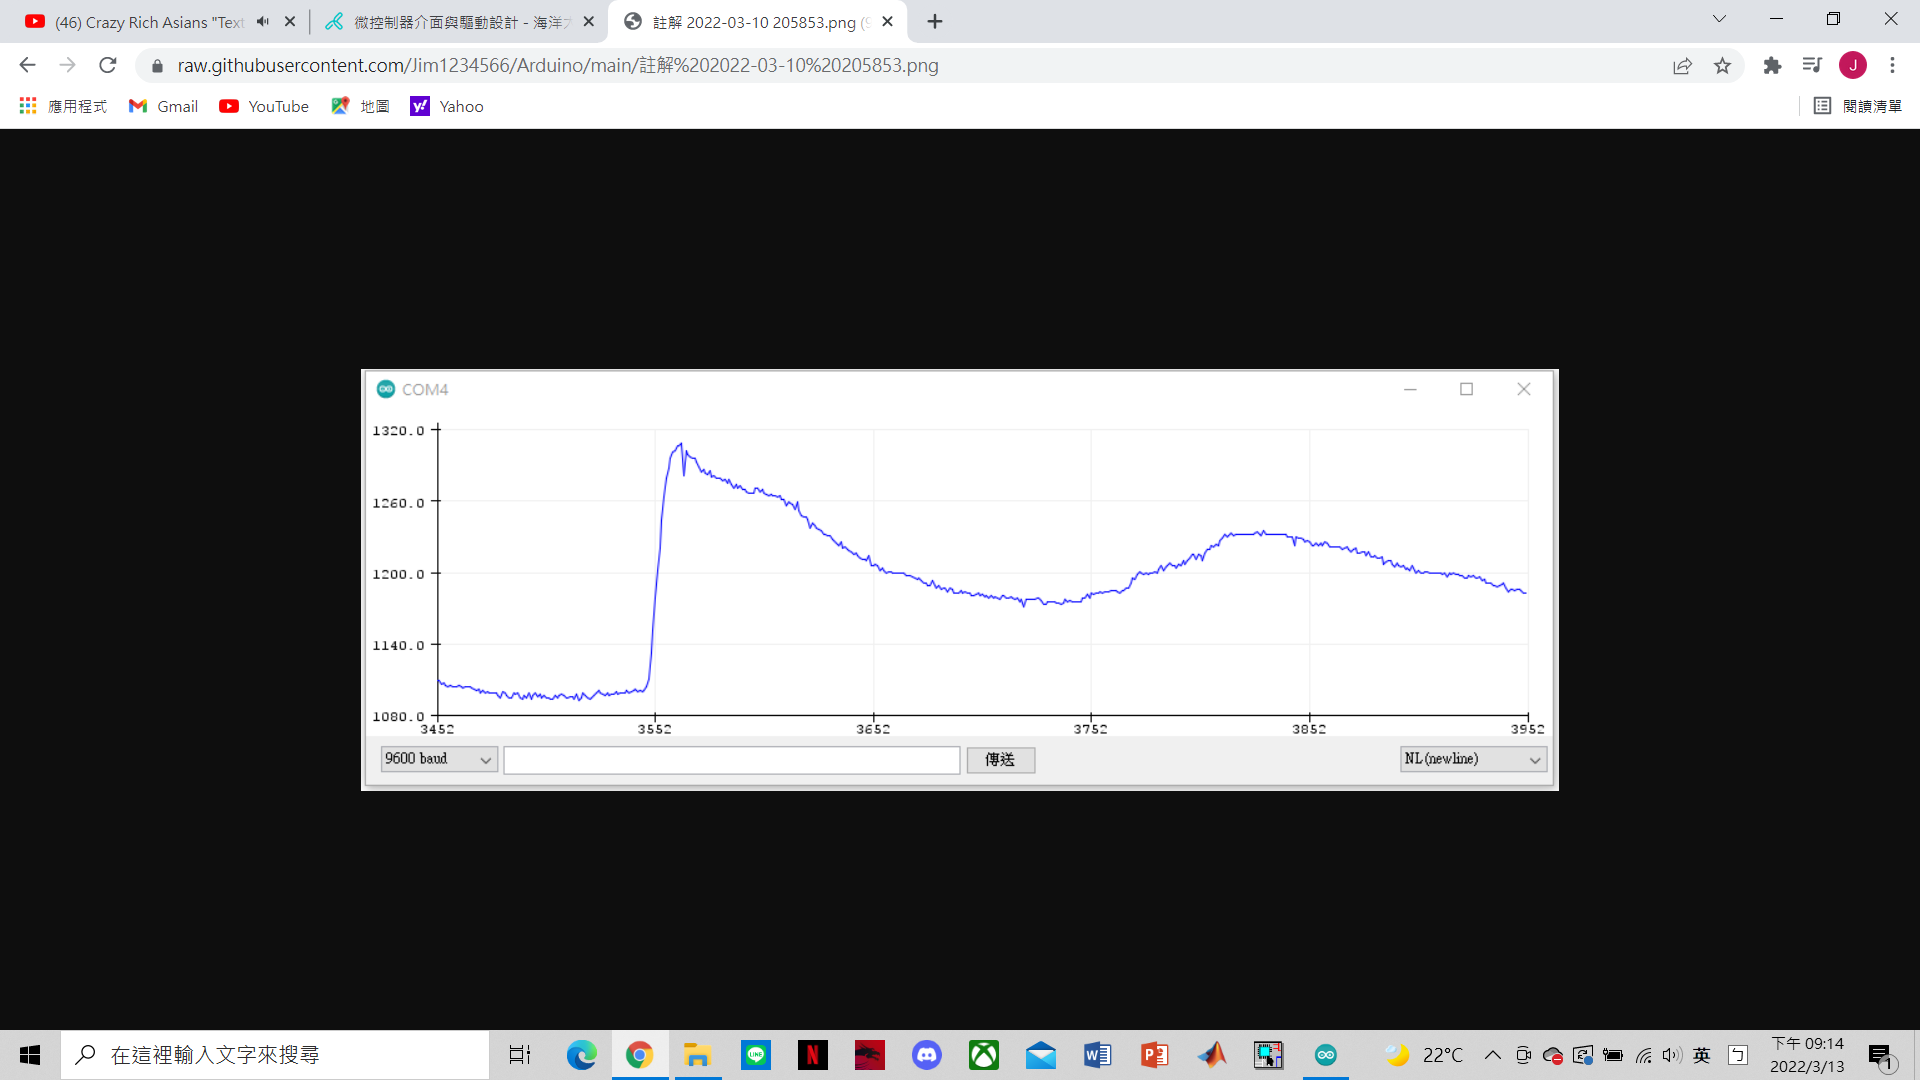 (46) Crazy Rich Asians "Text
微控制器介面與驅動設計 - 海洋
註解 2022-03-10 205853.png
raw.githubusercontent.com/Jim1234566/Arduino/main/註解%202022-03-10%20205853.png
J
應用程式
Gmail
YouTube
地圖
Yahoo
閱讀清單
COM4
1320.0
1260.0
1200.0
1140.0
1080.0
3452
3552
3652
3752
3852
3952
9600 baud
傳送
NL(newline)
在這裡輸入文字來搜尋
LINE
N
22°C
英
下午 09:14
2022/3/13
1